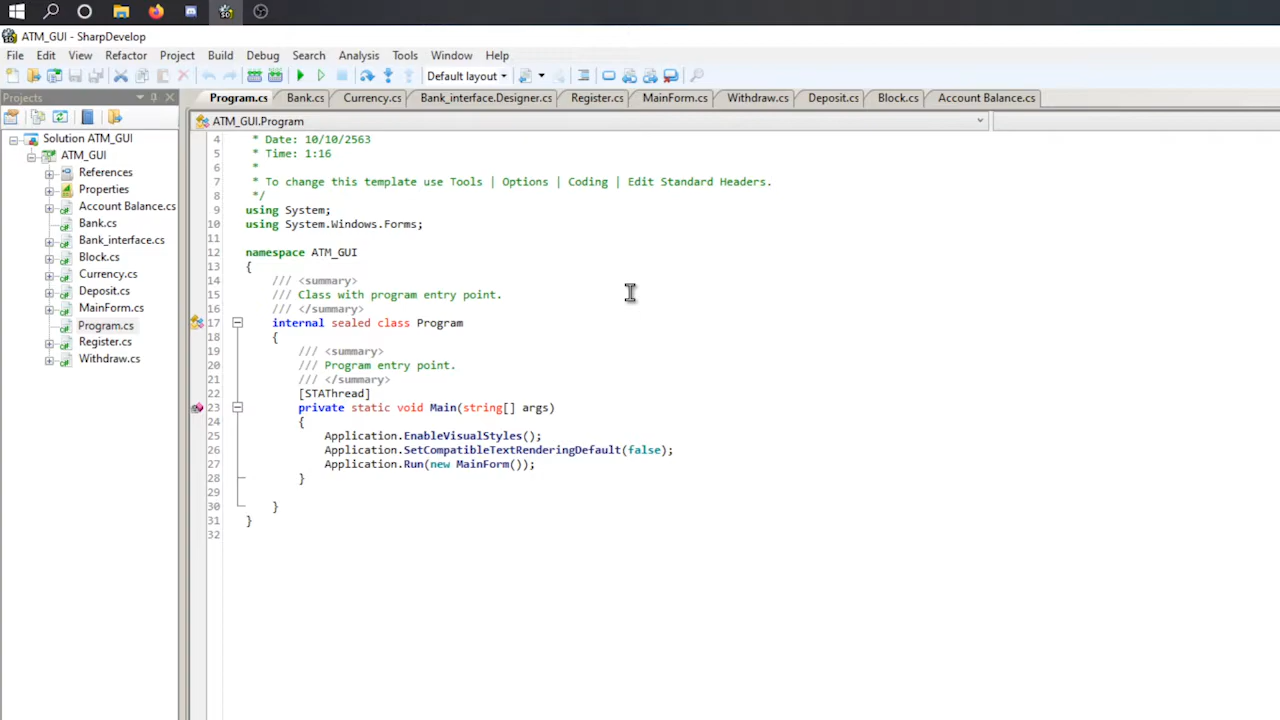 ATM_GUI - SharpDevelop
File Edit View Refactor Project Build Debug Search Analysis Tools Window Help
Default layout
Projects
Program.cs Bank.cs Currency.cs Bank_interface.Designer.cs Register.cs MainForm.cs Withdraw.cs Deposit.cs Block.cs Account Balance.cs
ATM_GUI.Program
Solution ATM_GUI
ATM_GUI
References
Properties
Account Balance.cs
Bank.cs
Bank_interface.cs
Block.cs
Currency.cs
Deposit.cs
MainForm.cs
Program.cs
Register.cs
Withdraw.cs
4 * Date: 10/10/2563
5 * Time: 1:16
6 *
7 * To change this template use Tools | Options | Coding | Edit Standard Headers.
8 */
9 using System;
10 using System.Windows.Forms;
11
12 namespace ATM_GUI
13 {
14 /// <summary>
15 /// Class with program entry point.
16 /// </summary>
17 internal sealed class Program
18 {
19 /// <summary>
20 /// Program entry point.
21 /// </summary>
22 [STAThread]
23 private static void Main(string[] args)
24 {
25 Application.EnableVisualStyles();
26 Application.SetCompatibleTextRenderingDefault(false);
27 Application.Run(new MainForm());
28 }
29
30 }
31 }
32